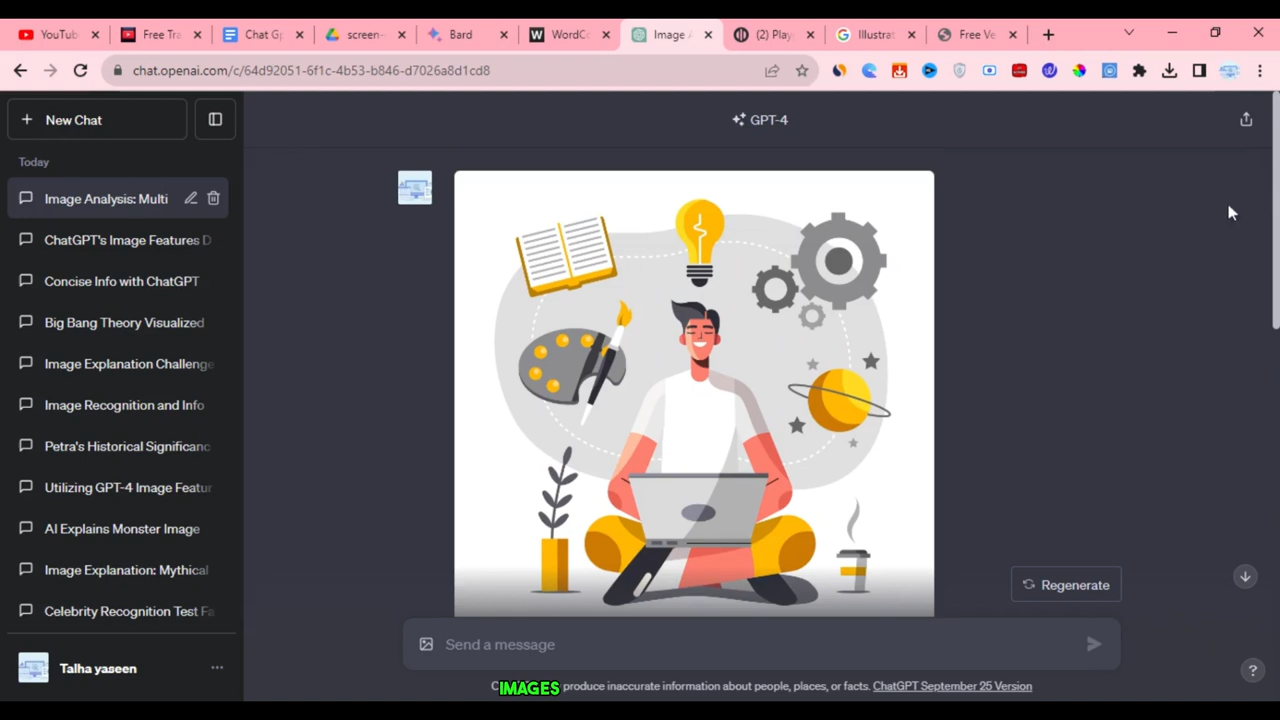 YouTub
Free Tra
Chat Gp
screen-
Bard
WordCo
Image A
(2) Play
Illustrat
Free Ve
chat.openai.com/c/64d92051-6f1c-4b53-b846-d7026a8d1cd8
New Chat
GPT-4
Today
Image Analysis: Multi
ChatGPT's Image Features D
Concise Info with ChatGPT
Big Bang Theory Visualized
Image Explanation Challenge
Image Recognition and Info
Petra's Historical Significanc
Utilizing GPT-4 Image Featur
AI Explains Monster Image
Image Explanation: Mythical
Regenerate
Celebrity Recognition Test Fa
Send a message
Talha yaseen
IMAGES produce inaccurate information about people, places, or facts. ChatGPT September 25 Version